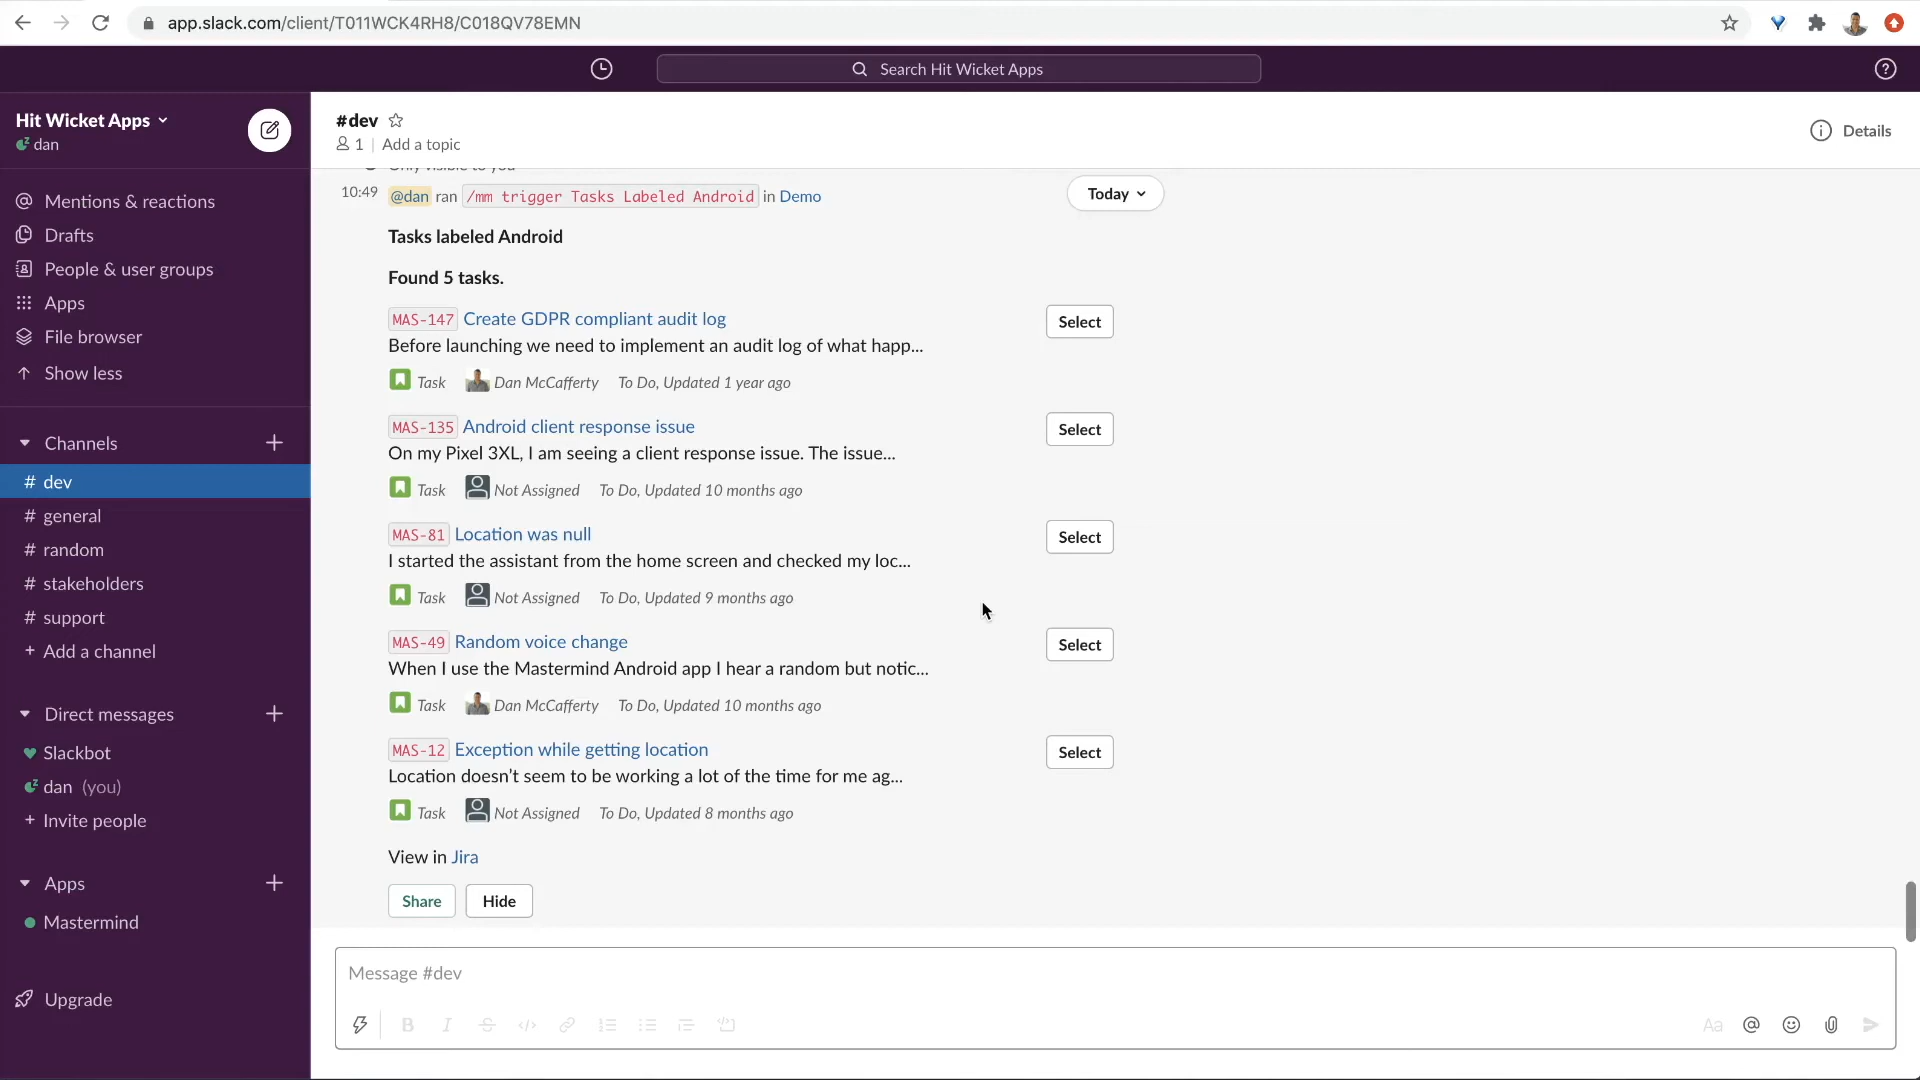 app.slack.com/client/T011WCK4RH8/C018QV78EMN
Search Hit Wicket Apps
Hit Wicket Apps
dan
Mentions & reactions
Drafts
People & user groups
Apps
File browser
Show less
Channels
# dev
# general
# random
# stakeholders
# support
+ Add a channel
Direct messages
Slackbot
dan (you)
+ Invite people
Apps
Mastermind
Upgrade
#dev
1 | Add a topic
Details
Only visible to you
10:49 @dan ran /mm trigger Tasks Labeled Android in Demo
Today
Tasks labeled Android
Found 5 tasks.
MAS-147 Create GDPR compliant audit log
Select
Before launching we need to implement an audit log of what happ...
Task Dan McCafferty To Do, Updated 1 year ago
MAS-135 Android client response issue
Select
On my Pixel 3XL, I am seeing a client response issue. The issue...
Task Not Assigned To Do, Updated 10 months ago
MAS-81 Location was null
Select
I started the assistant from the home screen and checked my loc...
Task Not Assigned To Do, Updated 9 months ago
MAS-49 Random voice change
Select
When I use the Mastermind Android app I hear a random but notic...
Task Dan McCafferty To Do, Updated 10 months ago
MAS-12 Exception while getting location
Select
Location doesn't seem to be working a lot of the time for me ag...
Task Not Assigned To Do, Updated 8 months ago
View in Jira
Share Hide
Message #dev
B I S </> Aa @